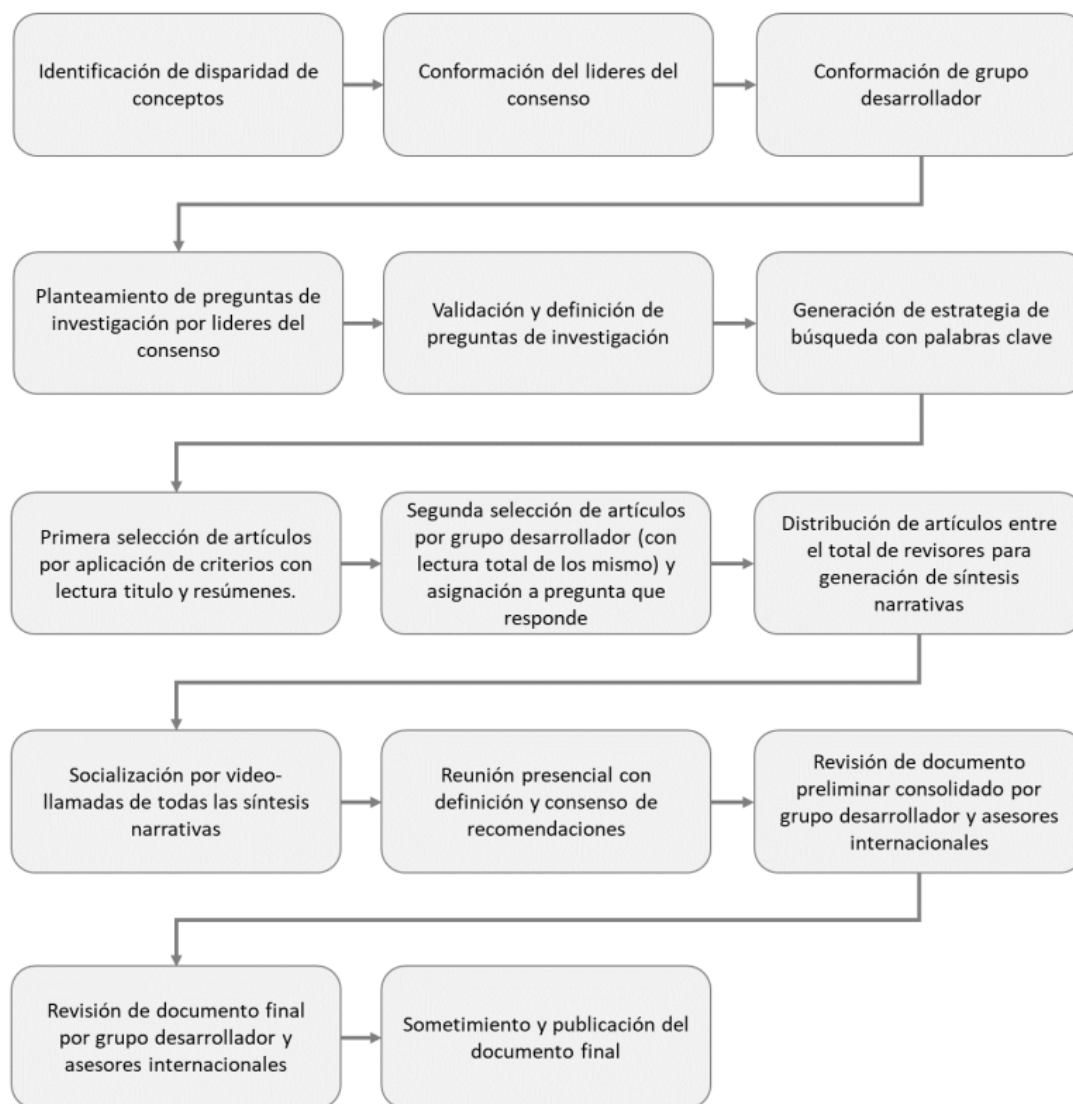 Identificación de disparidad de
conceptos
Conformación del lideres del
consenso
Conformación de grupo
desarrollador
Planteamiento de preguntas de
investigación por lideres del
consenso
Validación y definición de
preguntas de investigación
Generación de estrategia de
búsqueda con palabras clave
Primera selección de artículos
por aplicación de criterios con
lectura titulo y resúmenes.
Segunda selección de artículos
por grupo desarrollador (con
lectura total de los mismo) y
asignación a pregunta que
responde
Distribución de artículos entre
el total de revisores para
generación de síntesis
narrativas
Socialización por video-
llamadas de todas las síntesis
narrativas
Reunión presencial con
definición y consenso de
recomendaciones
Revisión de documento
preliminar consolidado por
grupo desarrollador y asesores
internacionales
Revisión de documento final
por grupo desarrollador y
asesores internacionales
Sometimiento y publicación del
documento final